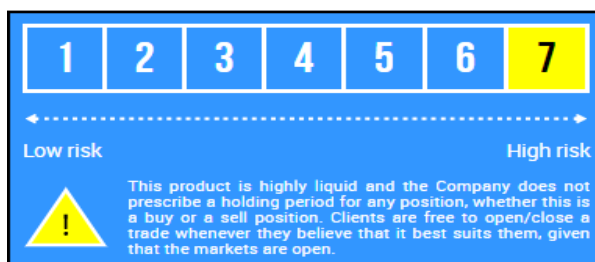 1 2 3 4 5 6 7
Low risk High risk
! This product is highly liquid and the Company does not
prescribe a holding period for any position, whether this is
a buy or a sell position. Clients are free to open/close a
trade whenever they believe that it best suits them, given
that the markets are open.